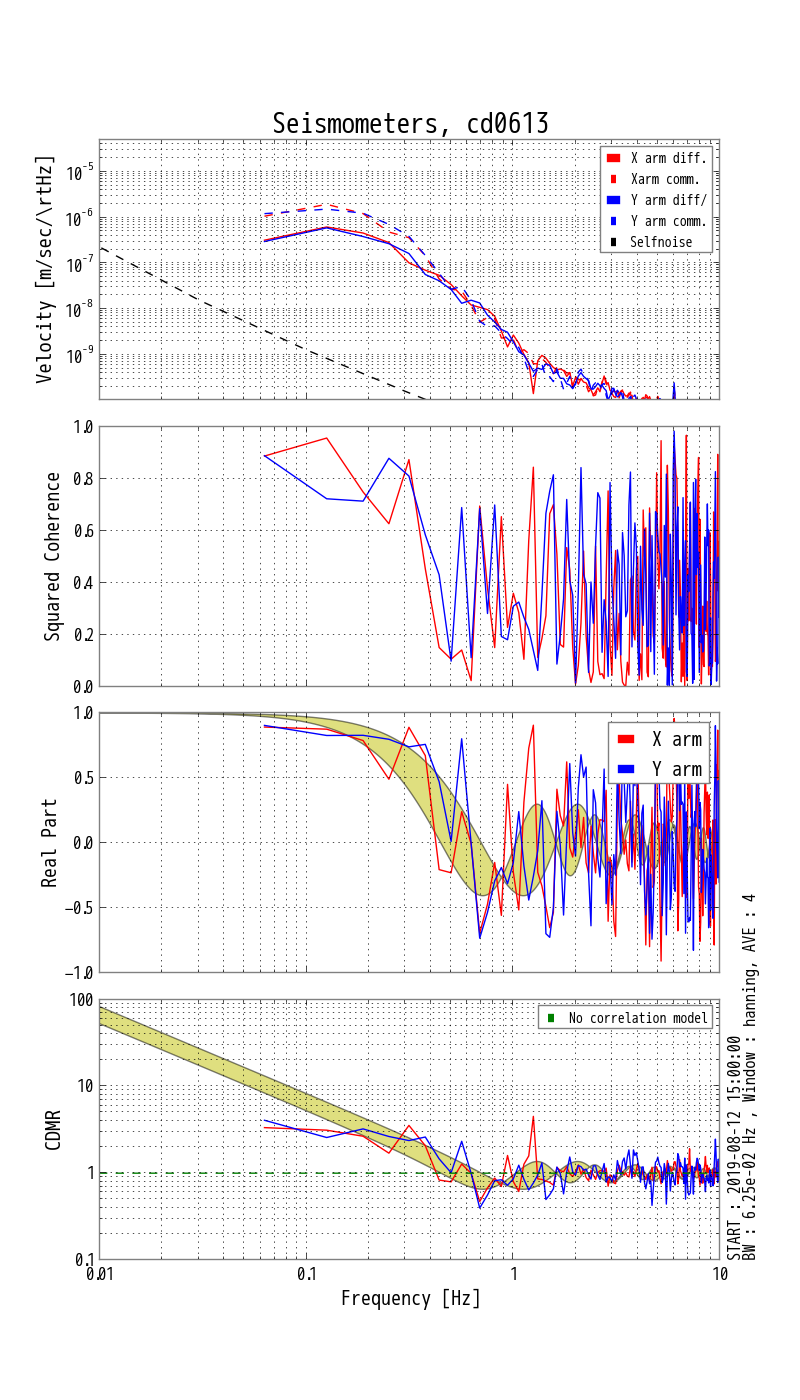 Seismometers, cd0613
Velocity [m/sec/\rtHz]
10⁻⁵
10⁻⁶
10⁻⁷
10⁻⁸
10⁻⁹
X arm diff.
Xarm comm.
Y arm diff/
Y arm comm.
Selfnoise
Squared Coherence
1.0
0.8
0.6
0.4
0.2
0.0
Real Part
1.0
0.5
0.0
−0.5
−1.0
X arm
Y arm
CDMR
100
10
1
0.1
No correlation model
0.01
0.1
1
10
Frequency [Hz]
START : 2019-08-12 15:00:00
BW : 6.25e-02 Hz , Window : hanning, AVE : 4